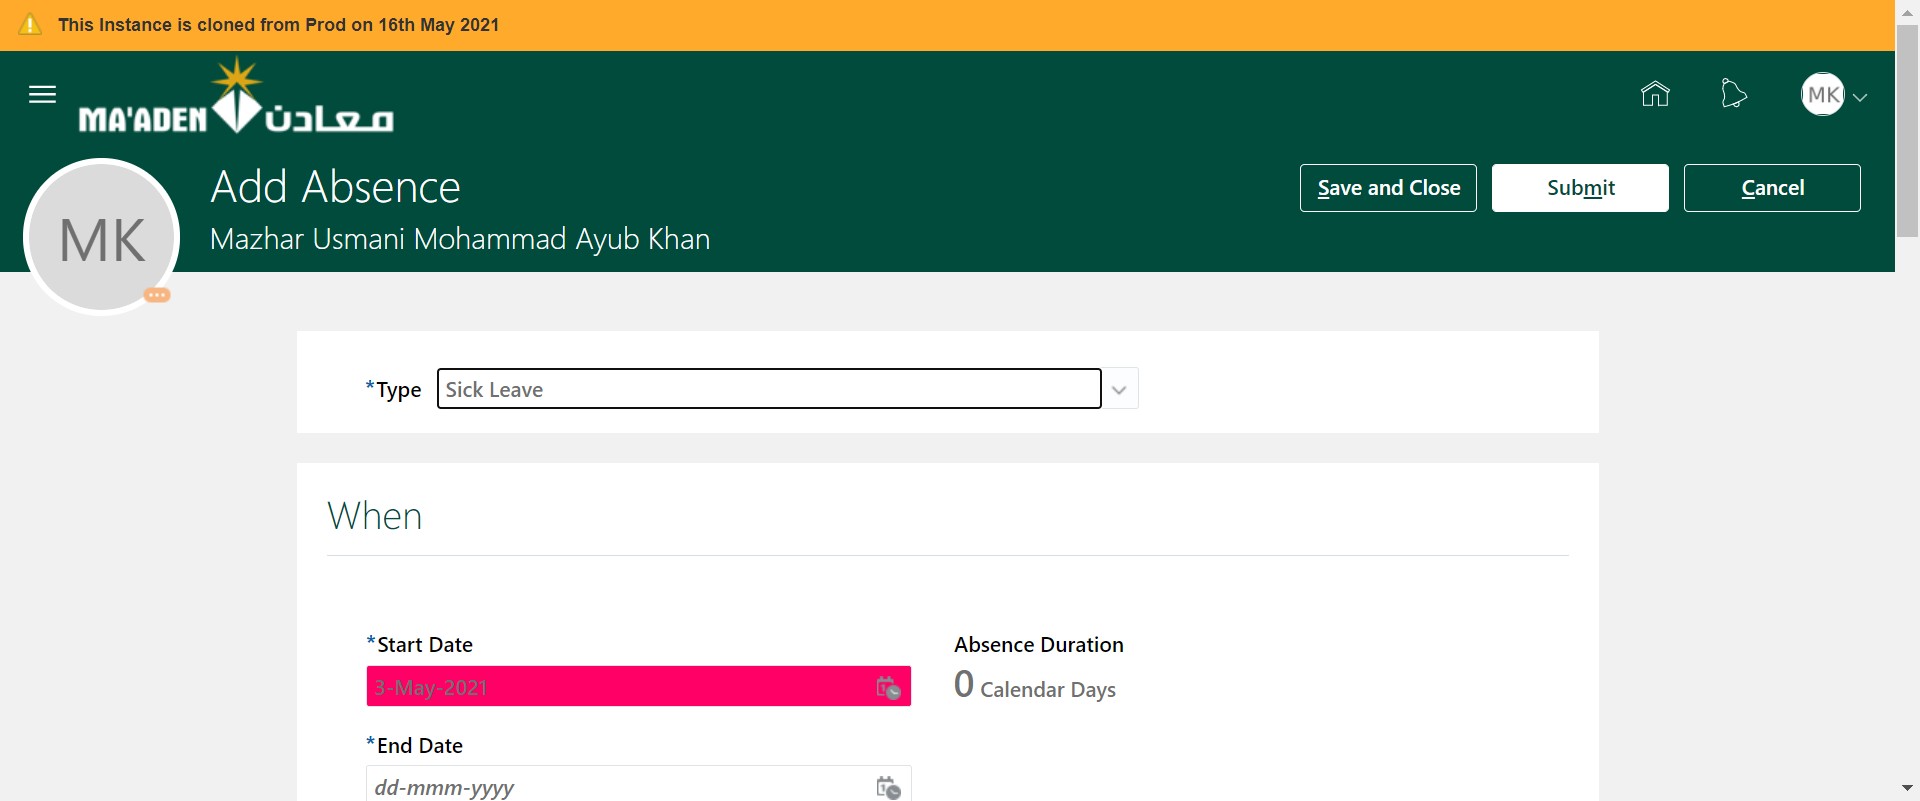 This Instance is cloned from Prod on 16th May 2021
MA'ADEN معادن
MK
MK
Add Absence
Mazhar Usmani Mohammad Ayub Khan
Save and Close
Submit
Cancel
*Type
Sick Leave
When
*Start Date
3-May-2021
Absence Duration
0 Calendar Days
*End Date
dd-mmm-yyyy